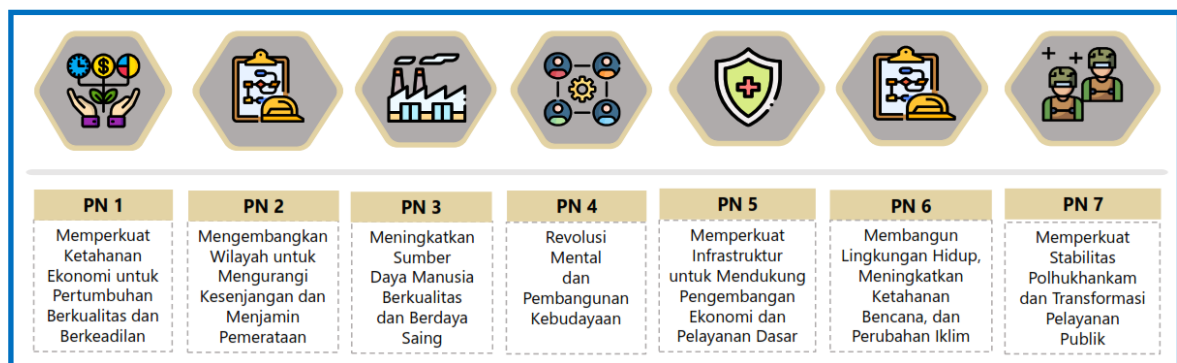 PN 1
Memperkuat
Ketahanan
Ekonomi untuk
Pertumbuhan
Berkualitas dan
Berkeadilan
PN 2
Mengembangkan
Wilayah untuk
Mengurangi
Kesenjangan dan
Menjamin
Pemerataan
PN 3
Meningkatkan
Sumber
Daya Manusia
Berkualitas
dan Berdaya
Saing
PN 4
Revolusi
Mental
dan
Pembangunan
Kebudayaan
PN 5
Memperkuat
Infrastruktur
untuk Mendukung
Pengembangan
Ekonomi dan
Pelayanan Dasar
PN 6
Membangun
Lingkungan Hidup,
Meningkatkan
Ketahanan
Bencana, dan
Perubahan Iklim
PN 7
Memperkuat
Stabilitas
Polhukhankam
dan Transformasi
Pelayanan
Publik